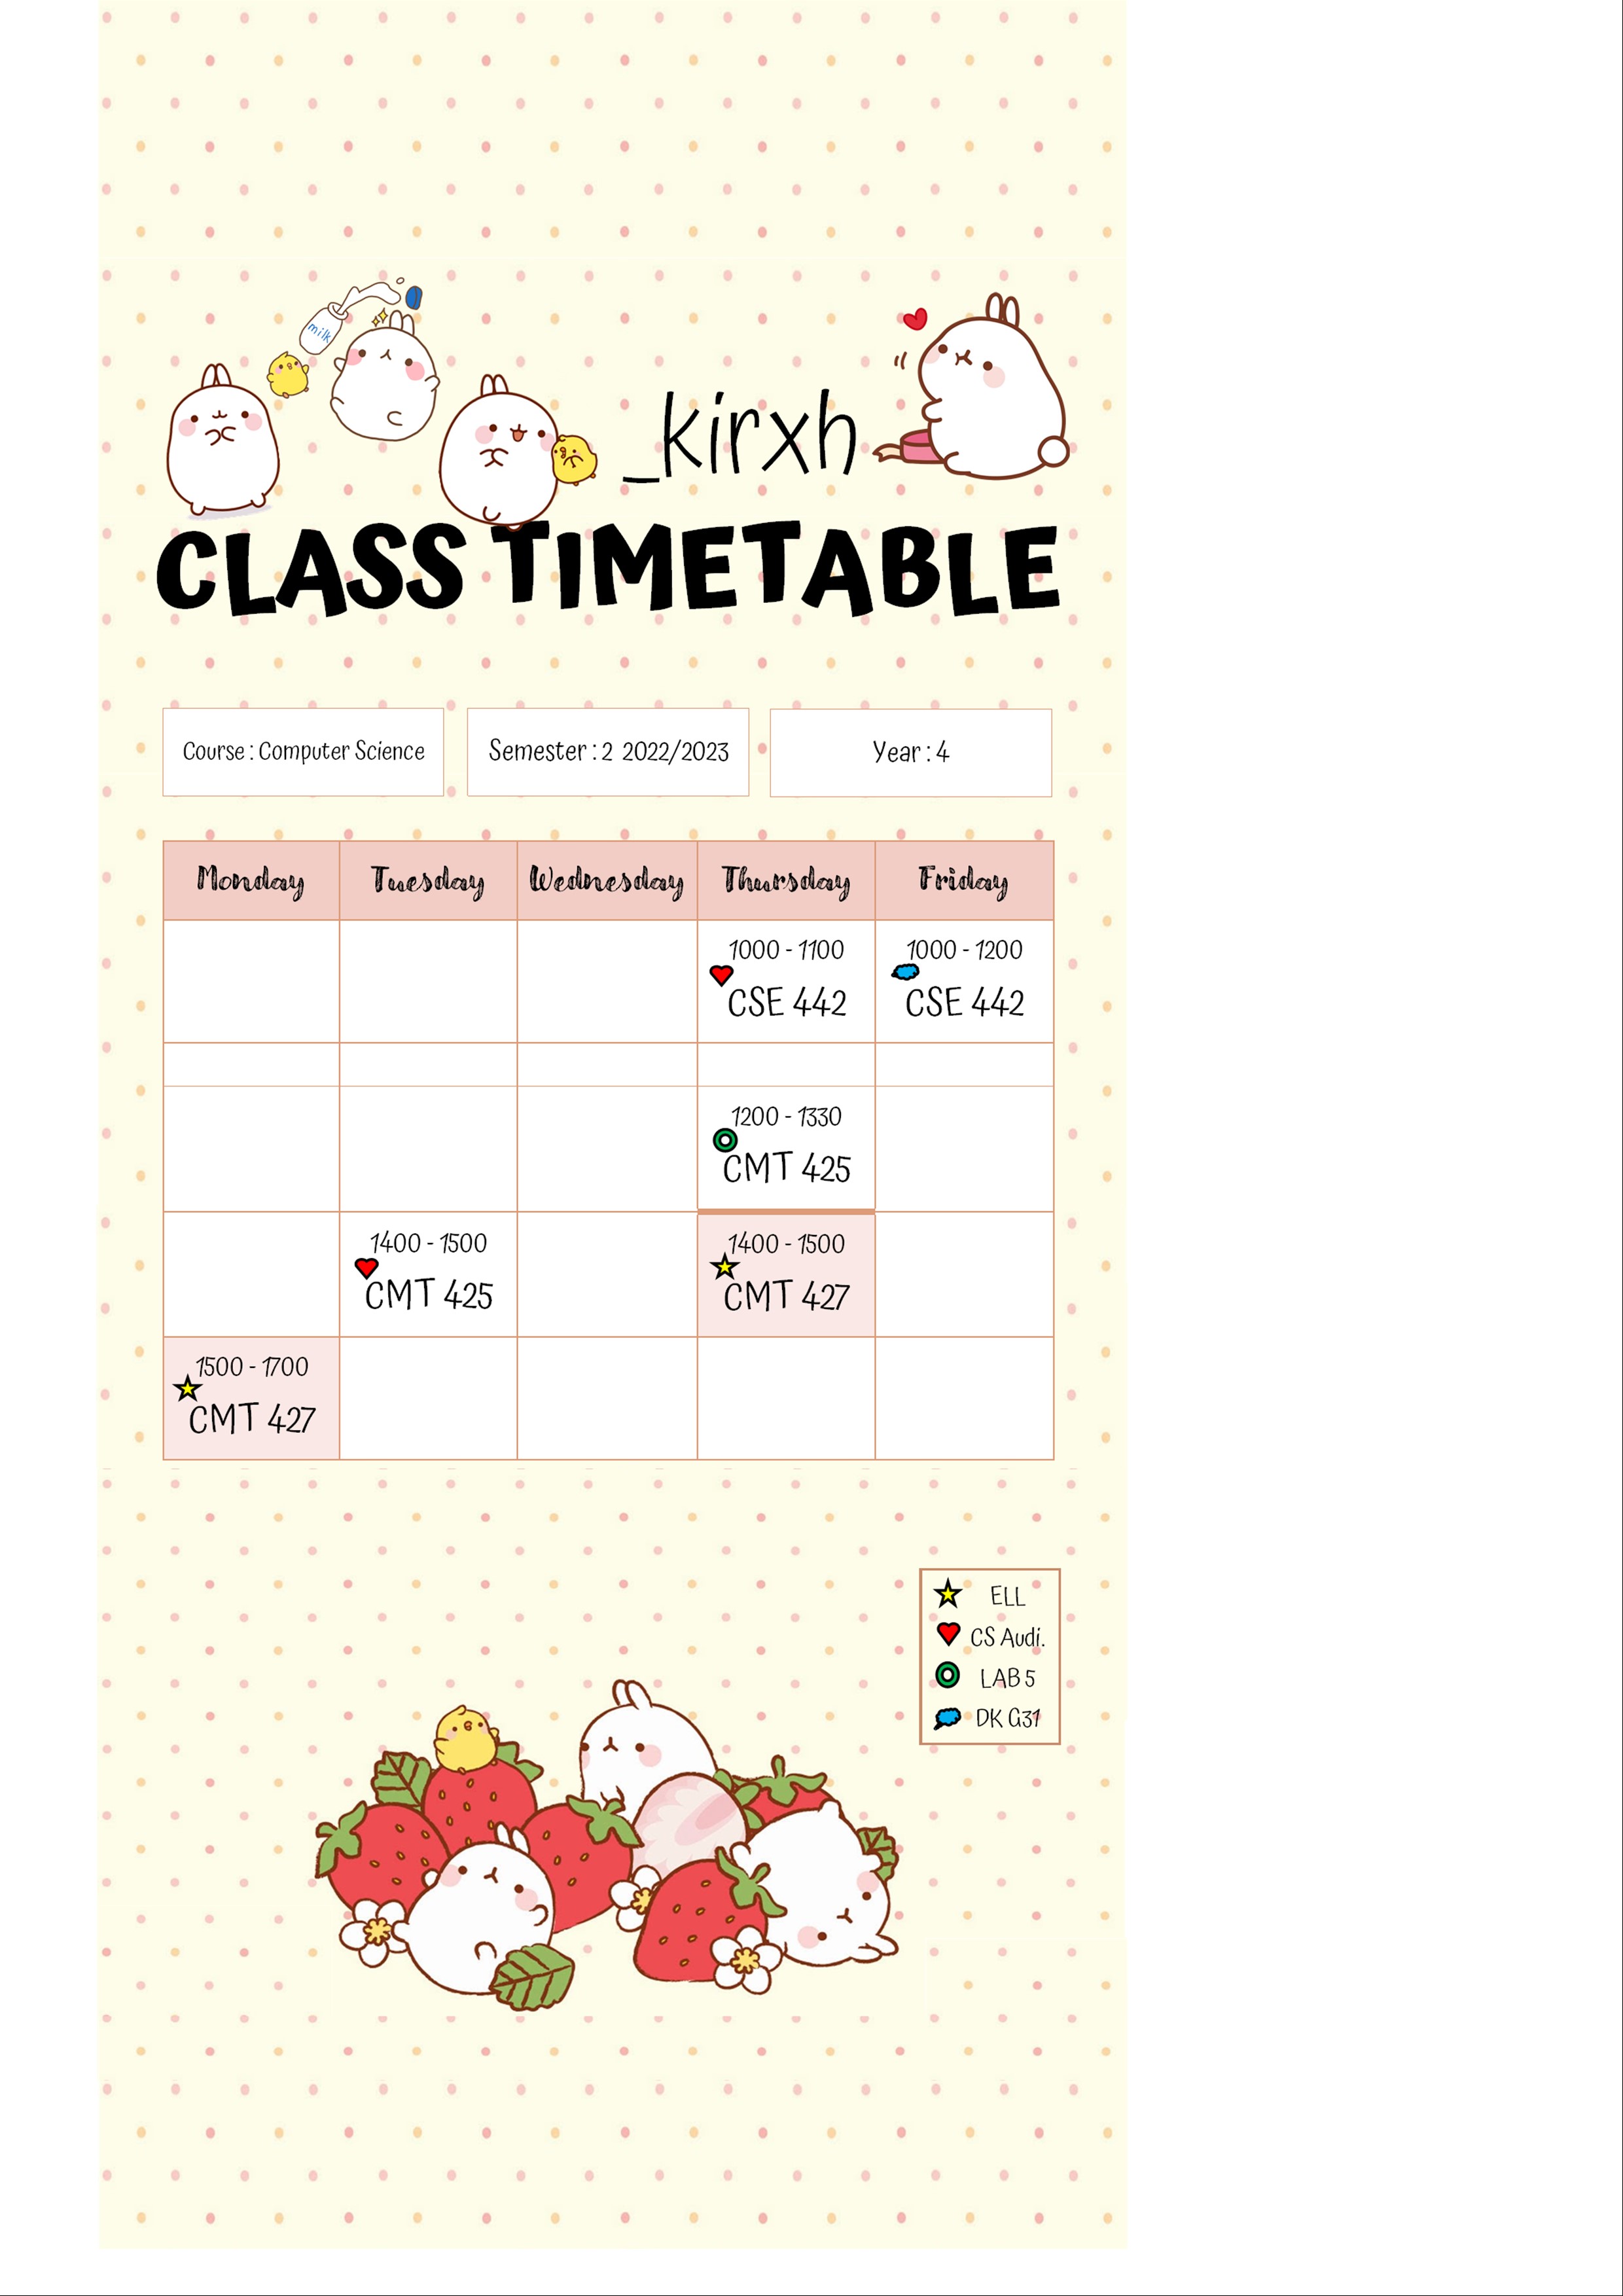 milk
_kirxh
CLASS TIMETABLE
Course : Computer Science
Semester : 2 2022/2023
Year : 4
Monday Tuesday Wednesday Thursday Friday
1000 - 1100 1000 - 1200
CSE 442 CSE 442
1200 - 1330
CMT 425
1400 - 1500 1400 - 1500
CMT 425 CMT 427
1500 - 1700
CMT 427
ELL
CS Audi.
LAB 5
DK G31